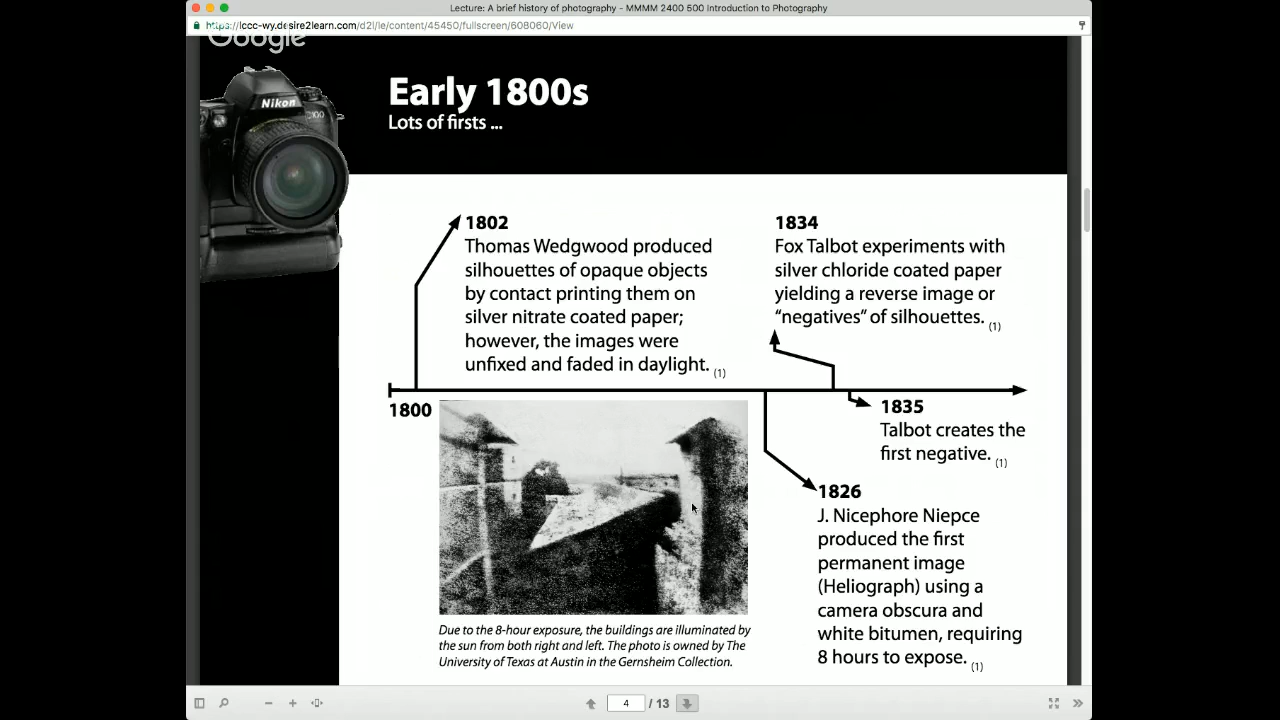 Lecture: A brief history of photography - MMMM 2400 500 Introduction to Photography
https://lccc-wy.desire2learn.com/d2l/le/content/45450/fullscreen/608060/View
Google
Nikon
D100
Early 1800s
Lots of firsts ...
1802
Thomas Wedgwood produced
silhouettes of opaque objects
by contact printing them on
silver nitrate coated paper;
however, the images were
unfixed and faded in daylight. (1)
1834
Fox Talbot experiments with
silver chloride coated paper
yielding a reverse image or
“negatives” of silhouettes. (1)
1800
1835
Talbot creates the
first negative. (1)
1826
J. Nicephore Niepce
produced the first
permanent image
(Heliograph) using a
camera obscura and
white bitumen, requiring
8 hours to expose. (1)
Due to the 8-hour exposure, the buildings are illuminated by
the sun from both right and left. The photo is owned by The
University of Texas at Austin in the Gernsheim Collection.
4 / 13